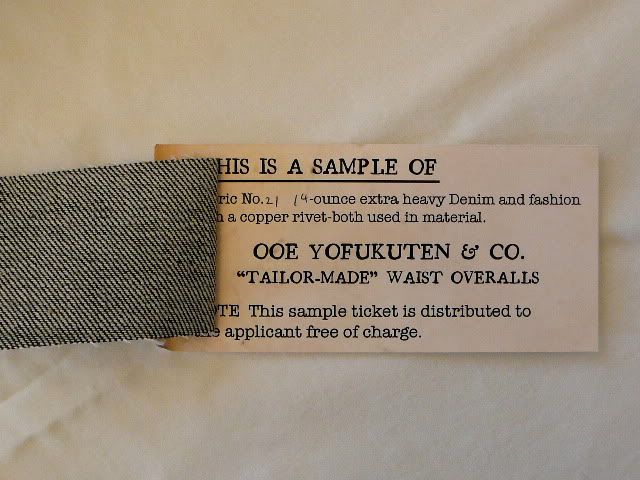 HIS IS A SAMPLE OF
ric No. 21 14-ounce extra heavy Denim and fashion
a copper rivet-both used in material.
OOE YOFUKUTEN & CO.
"TAILOR-MADE" WAIST OVERALLS
TE This sample ticket is distributed to
applicant free of charge.